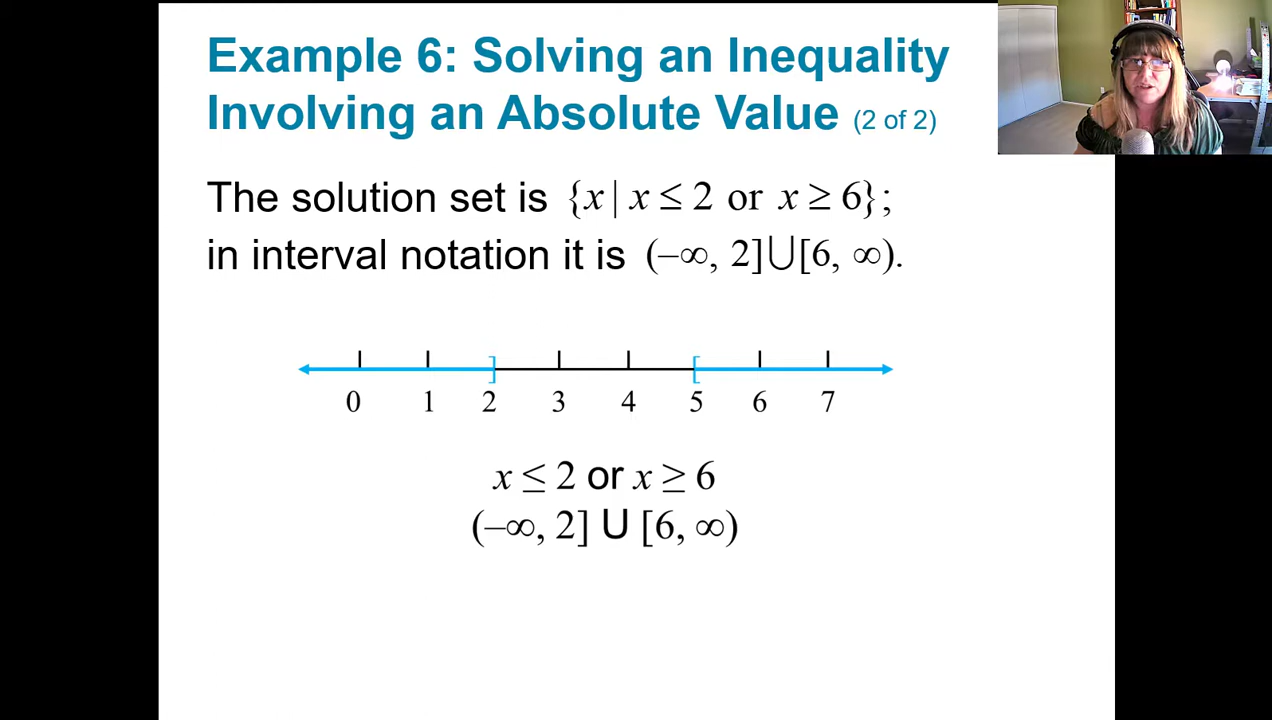 Example 6: Solving an Inequality
Involving an Absolute Value (2 of 2)
The solution set is {x | x ≤ 2 or x ≥ 6};
in interval notation it is (–∞, 2]⋃[6, ∞).
0 1 2 3 4 5 6 7
x ≤ 2 or x ≥ 6
(–∞, 2] U [6, ∞)